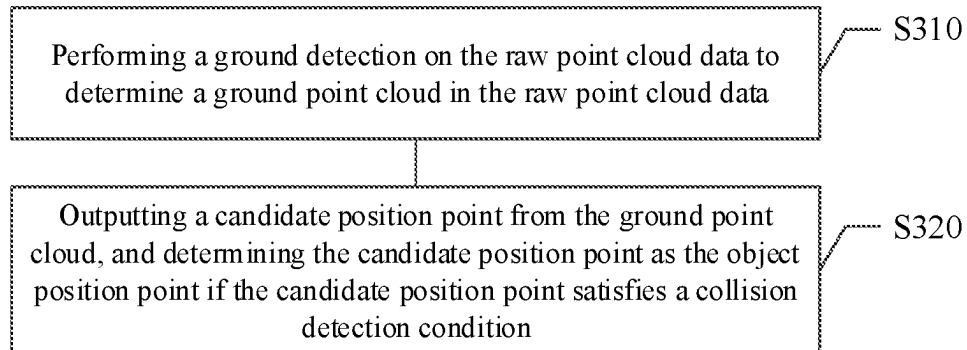 Performing a ground detection on the raw point cloud data to
determine a ground point cloud in the raw point cloud data
S310
Outputting a candidate position point from the ground point
cloud, and determining the candidate position point as the object
position point if the candidate position point satisfies a collision
detection condition
S320